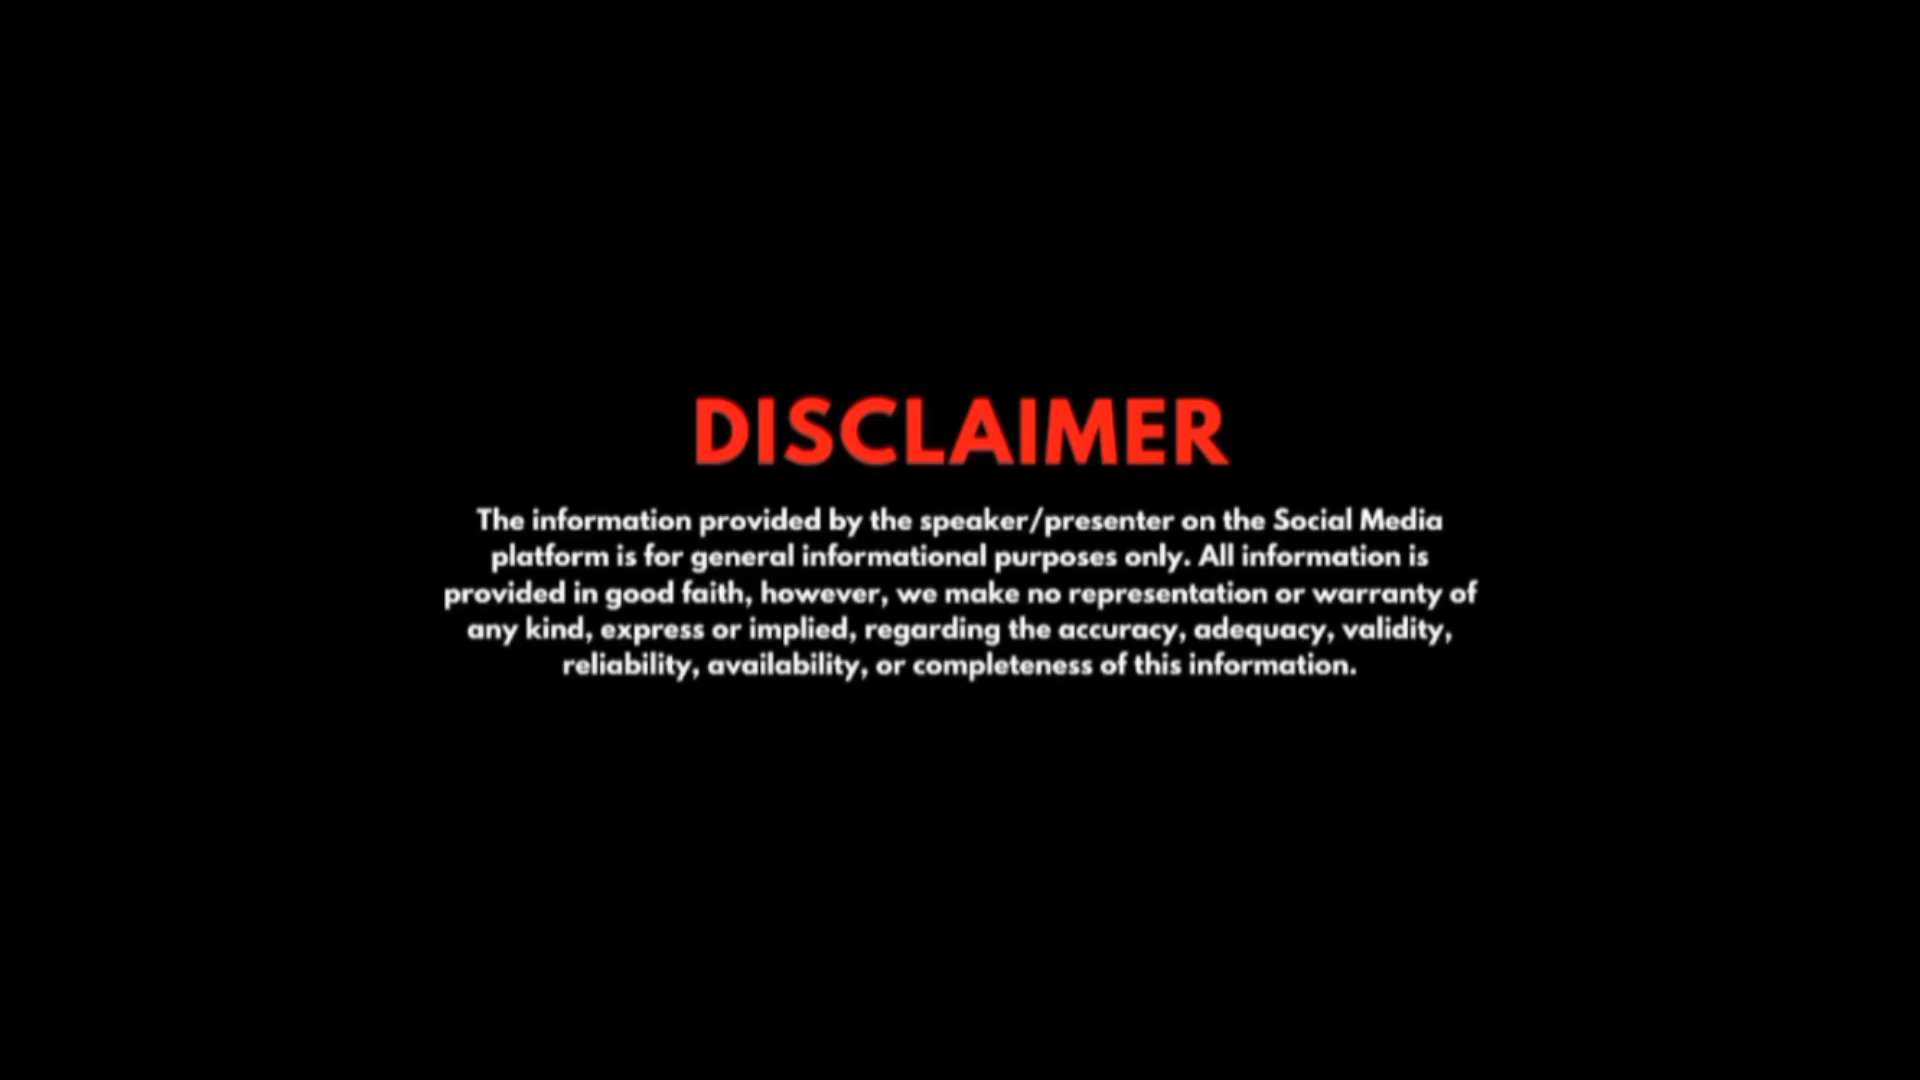 DISCLAIMER
The information provided by the speaker/presenter on the Social Media
platform is for general informational purposes only. All information is
provided in good faith, however, we make no representation or warranty of
any kind, express or implied, regarding the accuracy, adequacy, validity,
reliability, availability, or completeness of this information.